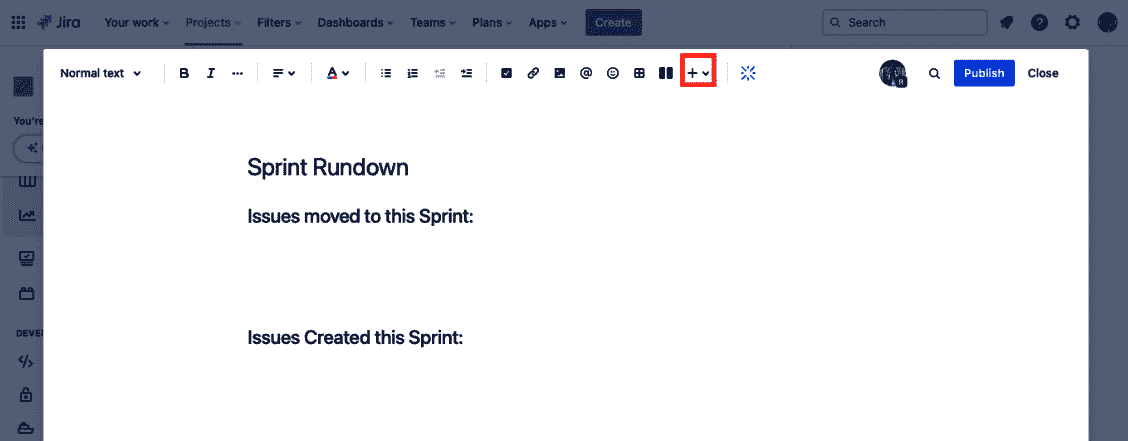 Jira Your work Projects Filters Dashboards Teams Plans Apps Create Search
Normal text B I A Publish Close
You're
Sprint Rundown
Issues moved to this Sprint:
Issues Created this Sprint:
DEVEL